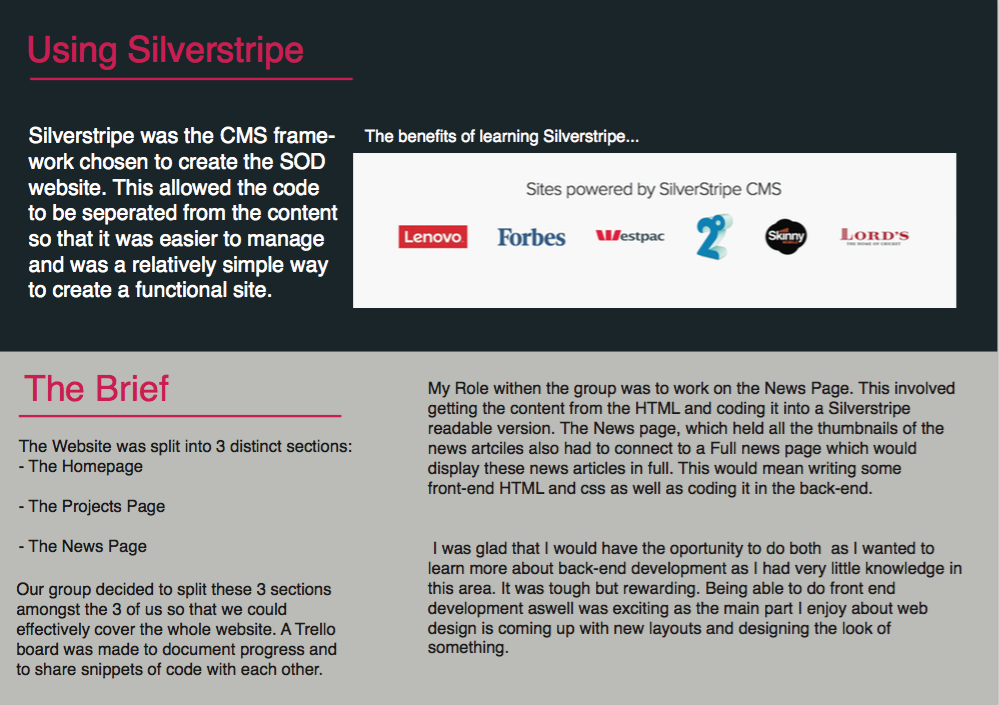 Using Silverstripe
Silverstripe was the CMS frame-
work chosen to create the SOD
website. This allowed the code
to be seperated from the content
so that it was easier to manage
and was a relatively simple way
to create a functional site.
The benefits of learning Silverstripe...
Sites powered by SilverStripe CMS
Lenovo Forbes Westpac 2° Skinny MOBILE LORD'S
THE HOME OF CRICKET
The Brief
The Website was split into 3 distinct sections:
- The Homepage
- The Projects Page
- The News Page
Our group decided to split these 3 sections
amongst the 3 of us so that we could
effectively cover the whole website. A Trello
board was made to document progress and
to share snippets of code with each other.
My Role withen the group was to work on the News Page. This involved
getting the content from the HTML and coding it into a Silverstripe
readable version. The News page, which held all the thumbnails of the
news artciles also had to connect to a Full news page which would
display these news articles in full. This would mean writing some
front-end HTML and css as well as coding it in the back-end.
I was glad that I would have the oportunity to do both as I wanted to
learn more about back-end development as I had very little knowledge in
this area. It was tough but rewarding. Being able to do front end
development aswell was exciting as the main part I enjoy about web
design is coming up with new layouts and designing the look of
something.